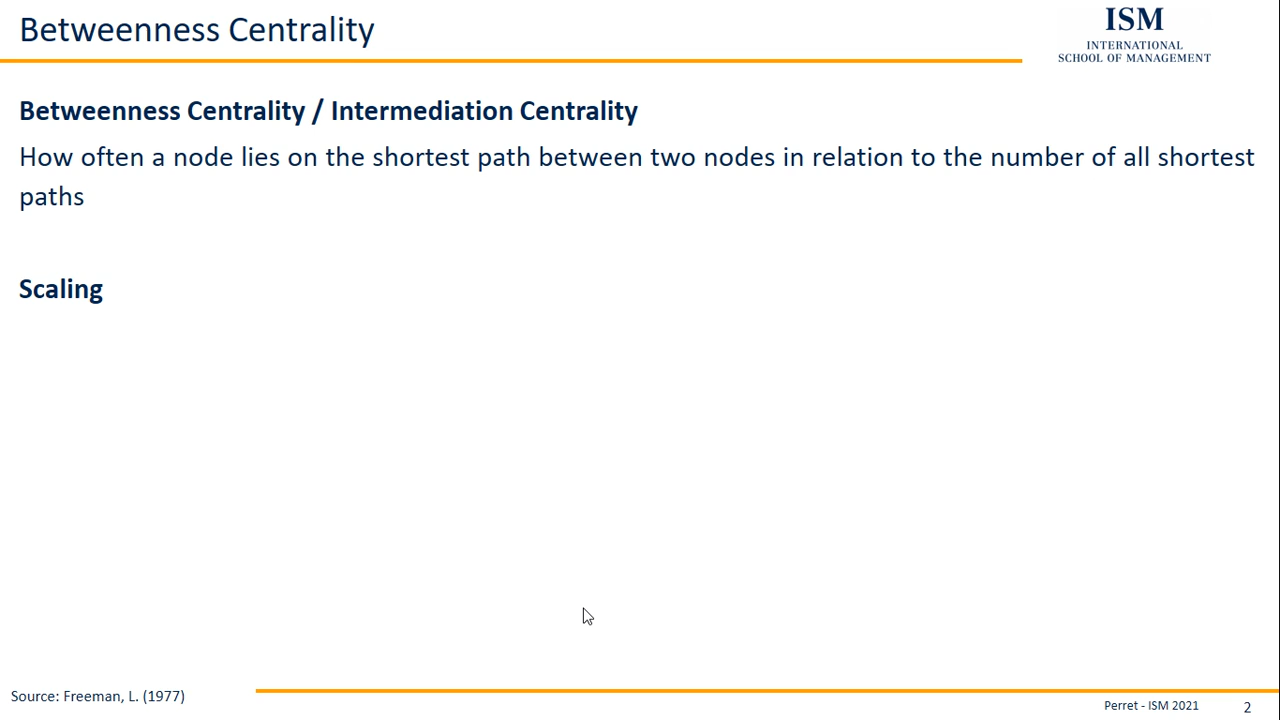 Betweenness Centrality
ISM
INTERNATIONAL
SCHOOL OF MANAGEMENT
Betweenness Centrality / Intermediation Centrality
How often a node lies on the shortest path between two nodes in relation to the number of all shortest
paths
Scaling
Source: Freeman, L. (1977)
Perret - ISM 2021
2